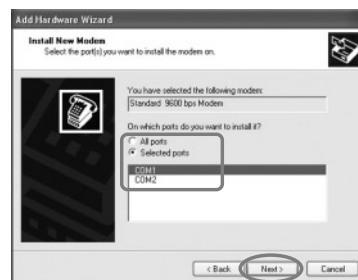 Add Hardware Wizard
Install New Modem
Select the port(s) you want to install the modem on.
You have selected the following modem:
Standard 9600 bps Modem
On which ports do you want to install it?
All ports
Selected ports
COM1
COM2
< Back
Next >
Cancel